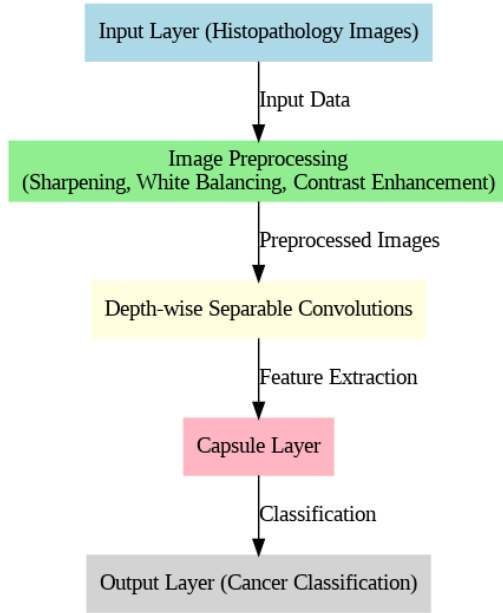 Input Layer (Histopathology Images)
Input Data
Image Preprocessing
(Sharpening, White Balancing, Contrast Enhancement)
Preprocessed Images
Depth-wise Separable Convolutions
Feature Extraction
Capsule Layer
Classification
Output Layer (Cancer Classification)